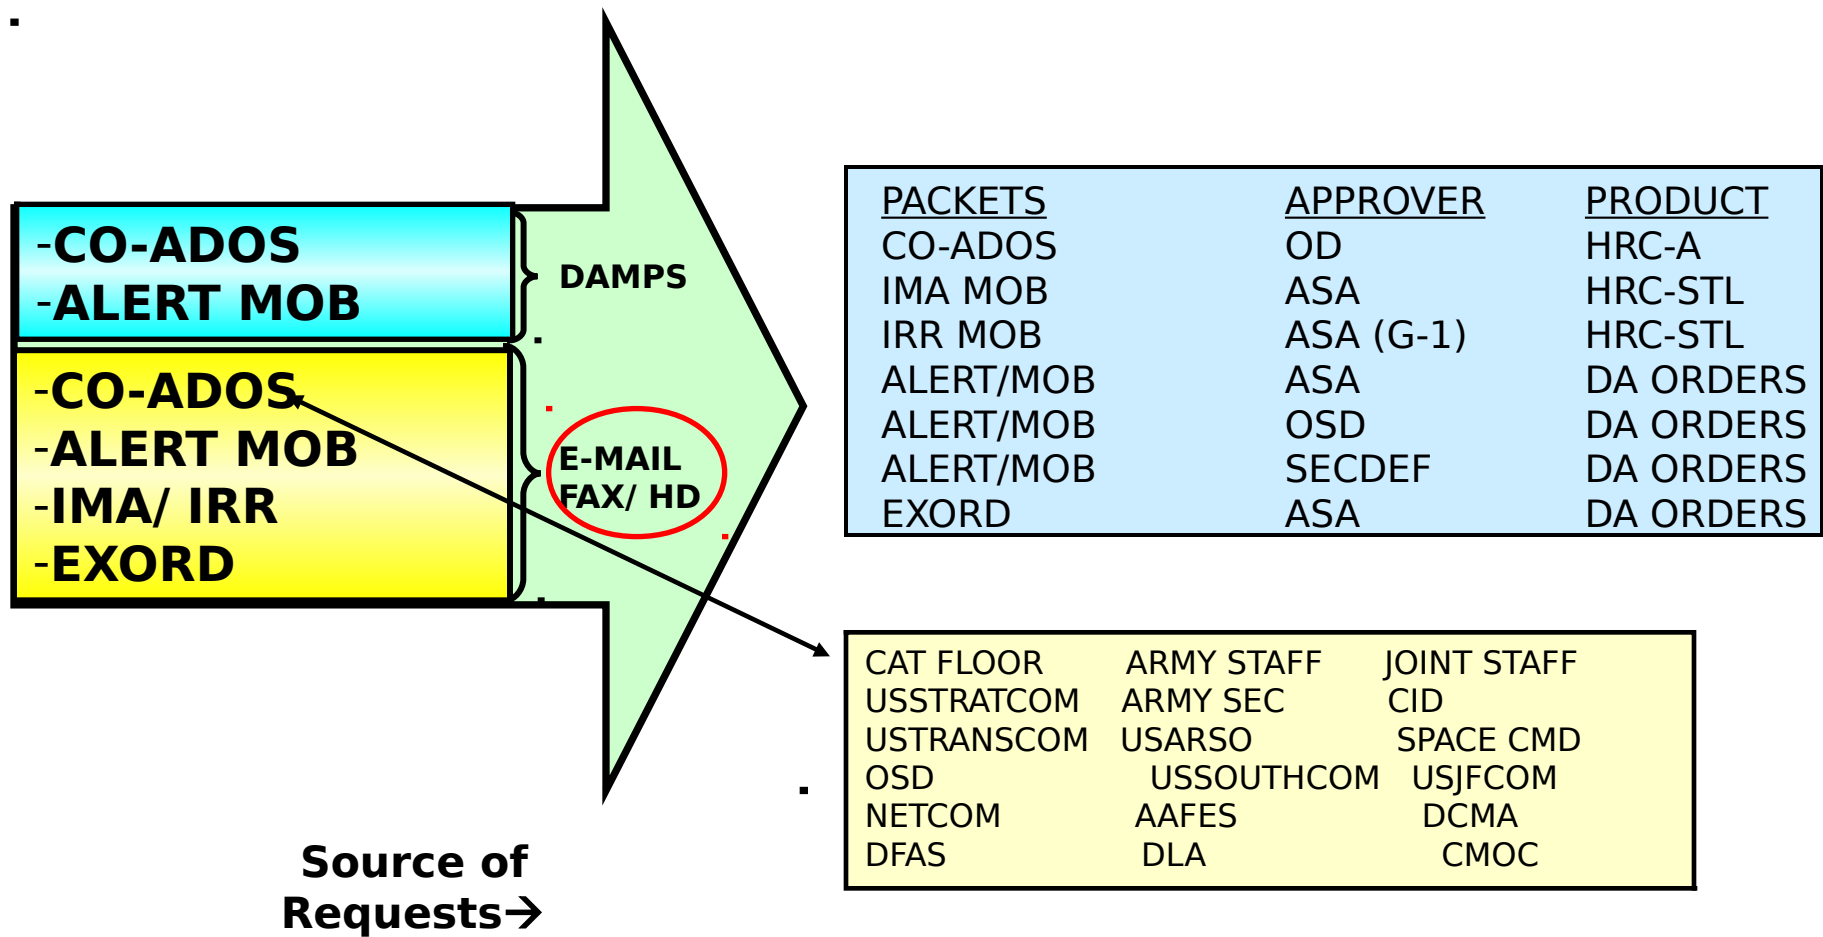 -CO-ADOS
-ALERT MOB
DAMPS
-CO-ADOS
-ALERT MOB
-IMA/ IRR
-EXORD
E-MAIL
FAX/ HD
PACKETS APPROVER PRODUCT
CO-ADOS OD HRC-A
IMA MOB ASA HRC-STL
IRR MOB ASA (G-1) HRC-STL
ALERT/MOB ASA DA ORDERS
ALERT/MOB OSD DA ORDERS
ALERT/MOB SECDEF DA ORDERS
EXORD ASA DA ORDERS
CAT FLOOR ARMY STAFF JOINT STAFF
USSTRATCOM ARMY SEC CID
USTRANSCOM USARSO SPACE CMD
OSD USSOUTHCOM USJFCOM
NETCOM AAFES DCMA
DFAS DLA CMOC
Source of
Requests→